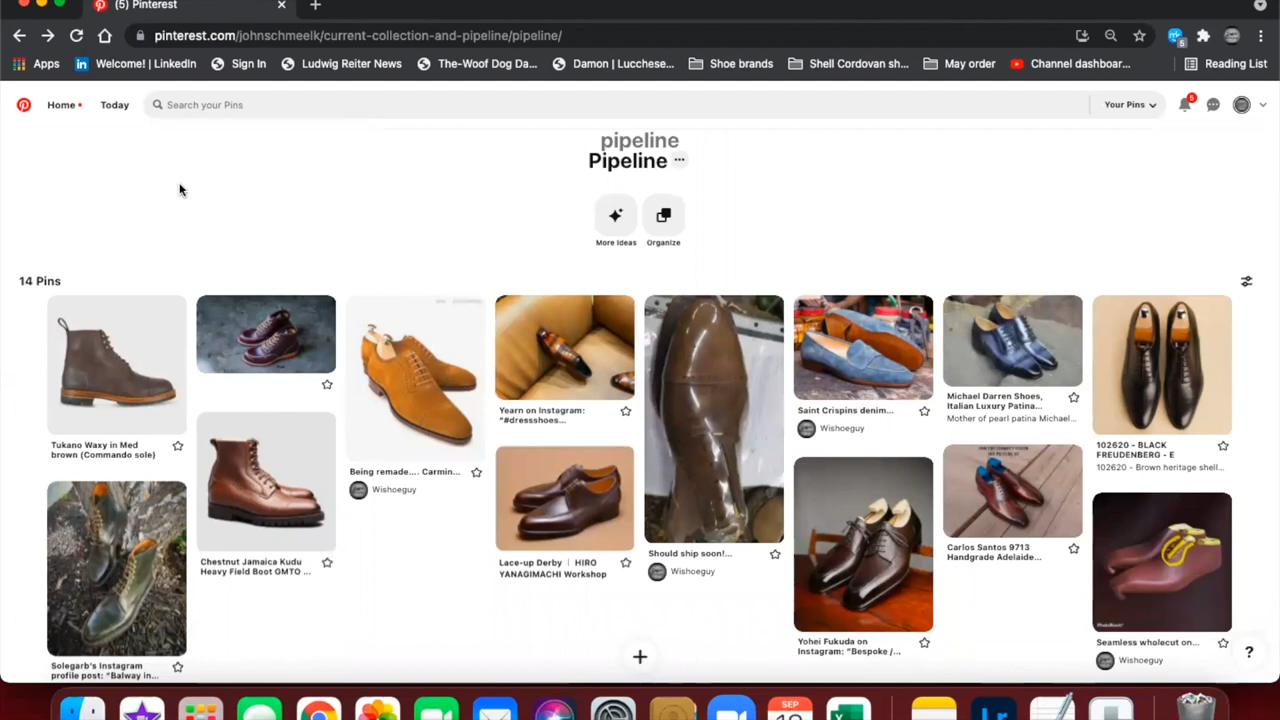 (5) Pinterest
pinterest.com/johnschmeelk/current-collection-and-pipeline/pipeline/
5
Apps
Welcome! | LinkedIn
Sign In
Ludwig Reiter News
The-Woof Dog Da...
Damon | Lucchese...
Shoe brands
Shell Cordovan sh...
May order
Channel dashboar...
Reading List
Home
Today
Search your Pins
Your Pins
5
pipeline
Pipeline
More Ideas
Organize
14 Pins
Tukano Waxy in Med
brown (Commando sole)
Solegarb's Instagram
profile post: “Balway in...
Chestnut Jamaica Kudu
Heavy Field Boot GMTO ...
Being remade.... Carmin...
Wishoeguy
Yearn on Instagram:
“#dressshoes...
Lace-up Derby | HIRO
YANAGIMACHI Workshop
Should ship soon!...
Wishoeguy
Saint Crispins denim...
Wishoeguy
Yohei Fukuda on
Instagram: “Bespoke /...
Michael Darren Shoes,
Italian Luxury Patina...
Mother of pearl patina Michael...
Carlos Santos 9713
Handgrade Adelaide...
102620 - BLACK
FREUDENBERG - E
102620 - Brown heritage shell...
Seamless wholecut on...
Wishoeguy
?
SEP
Lr